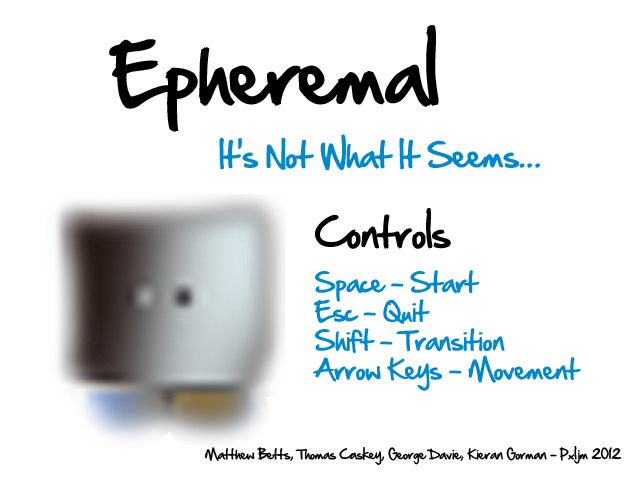 Epheremal
It's Not What It Seems...
Controls
Space - Start
Esc - Quit
Shift - Transition
Arrow Keys - Movement
Matthew Betts, Thomas Caskey, George Davie, Kieran Gorman - Pxljm 2012